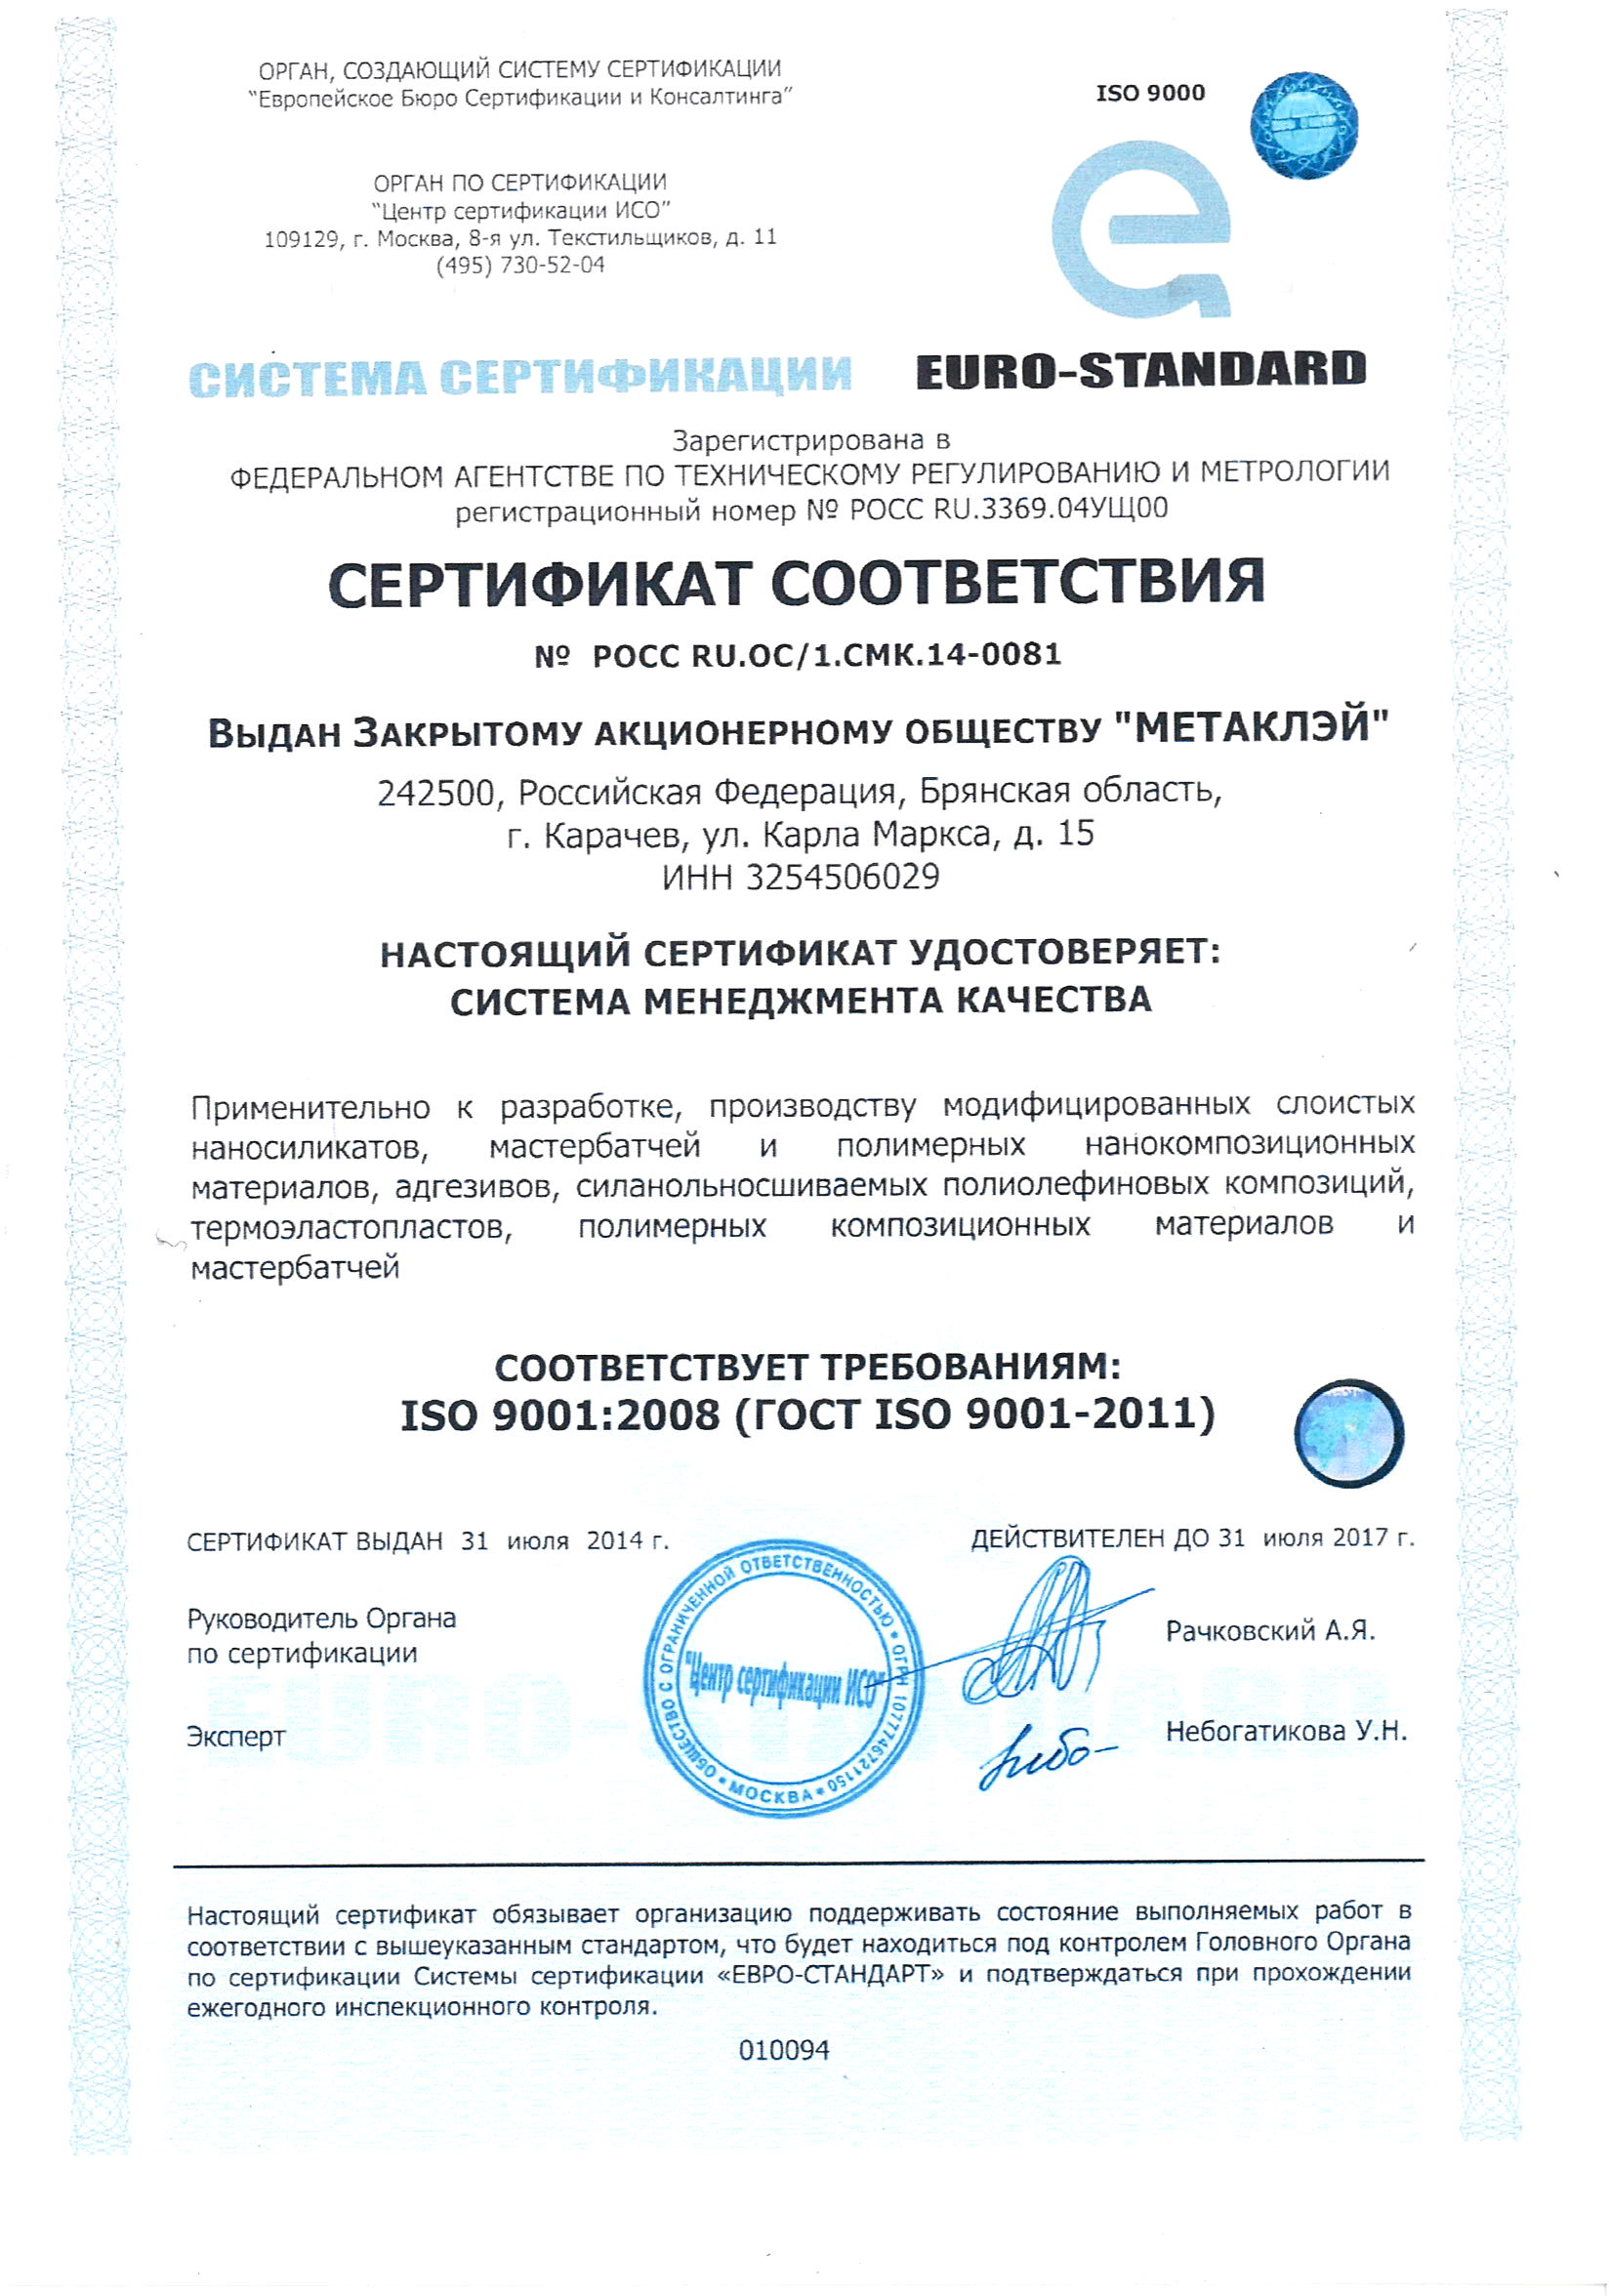 ОРГАН, СОЗДАЮЩИЙ СИСТЕМУ СЕРТИФИКАЦИИ
"Европейское Бюро Сертификации и Консалтинга"
ОРГАН ПО СЕРТИФИКАЦИИ
"Центр сертификации ИСО"
109129, г. Москва, 8-я ул. Текстильщиков, д. 11
(495) 730-52-04
ISO 9000
СИСТЕМА СЕРТИФИКАЦИИ EURO-STANDARD
Зарегистрирована в
ФЕДЕРАЛЬНОМ АГЕНТСТВЕ ПО ТЕХНИЧЕСКОМУ РЕГУЛИРОВАНИЮ И МЕТРОЛОГИИ
регистрационный номер № РОСС RU.3369.04УЩ00
СЕРТИФИКАТ СООТВЕТСТВИЯ
№ РОСС RU.ОС/1.СМК.14-0081
ВЫДАН ЗАКРЫТОМУ АКЦИОНЕРНОМУ ОБЩЕСТВУ "МЕТАКЛЭЙ"
242500, Российская Федерация, Брянская область,
г. Карачев, ул. Карла Маркса, д. 15
ИНН 3254506029
НАСТОЯЩИЙ СЕРТИФИКАТ УДОСТОВЕРЯЕТ:
СИСТЕМА МЕНЕДЖМЕНТА КАЧЕСТВА
Применительно к разработке, производству модифицированных слоистых
наносиликатов, мастербатчей и полимерных нанокомпозиционных
материалов, адгезивов, силанольносшиваемых полиолефиновых композиций,
термоэластопластов, полимерных композиционных материалов и
мастербатчей
СООТВЕТСТВУЕТ ТРЕБОВАНИЯМ:
ISO 9001:2008 (ГОСТ ISO 9001-2011)
СЕРТИФИКАТ ВЫДАН 31 июля 2014 г.
ДЕЙСТВИТЕЛЕН ДО 31 июля 2017 г.
Руководитель Органа
по сертификации
Рачковский А.Я.
Эксперт
Небогатикова У.Н.
ОБЩЕСТВО С ОГРАНИЧЕННОЙ ОТВЕТСТВЕННОСТЬЮ * ОГРН 1077746721150 * МОСКВА *
"Центр сертификации ИСО"
EURO-STANDARD
Настоящий сертификат обязывает организацию поддерживать состояние выполняемых работ в
соответствии с вышеуказанным стандартом, что будет находиться под контролем Головного Органа
по сертификации Системы сертификации «ЕВРО-СТАНДАРТ» и подтверждаться при прохождении
ежегодного инспекционного контроля.
010094